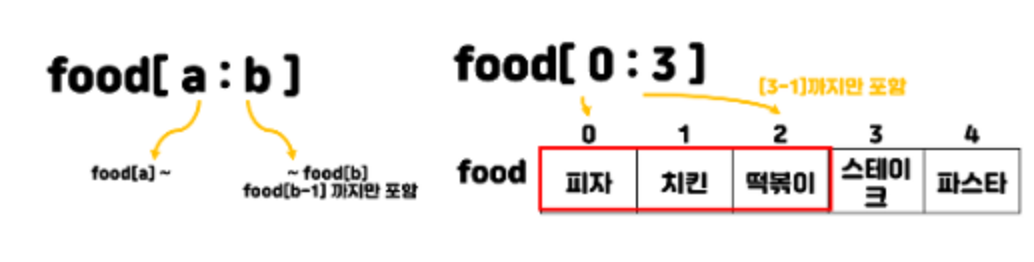 food[ a : b ]
food[a] ~
~ food[b]
food[b-1] 까지만 포함
food[ 0 : 3 ]
[3-1]까지만 포함
0 1 2 3 4
food 피자 치킨 떡볶이 스테이크 파스타